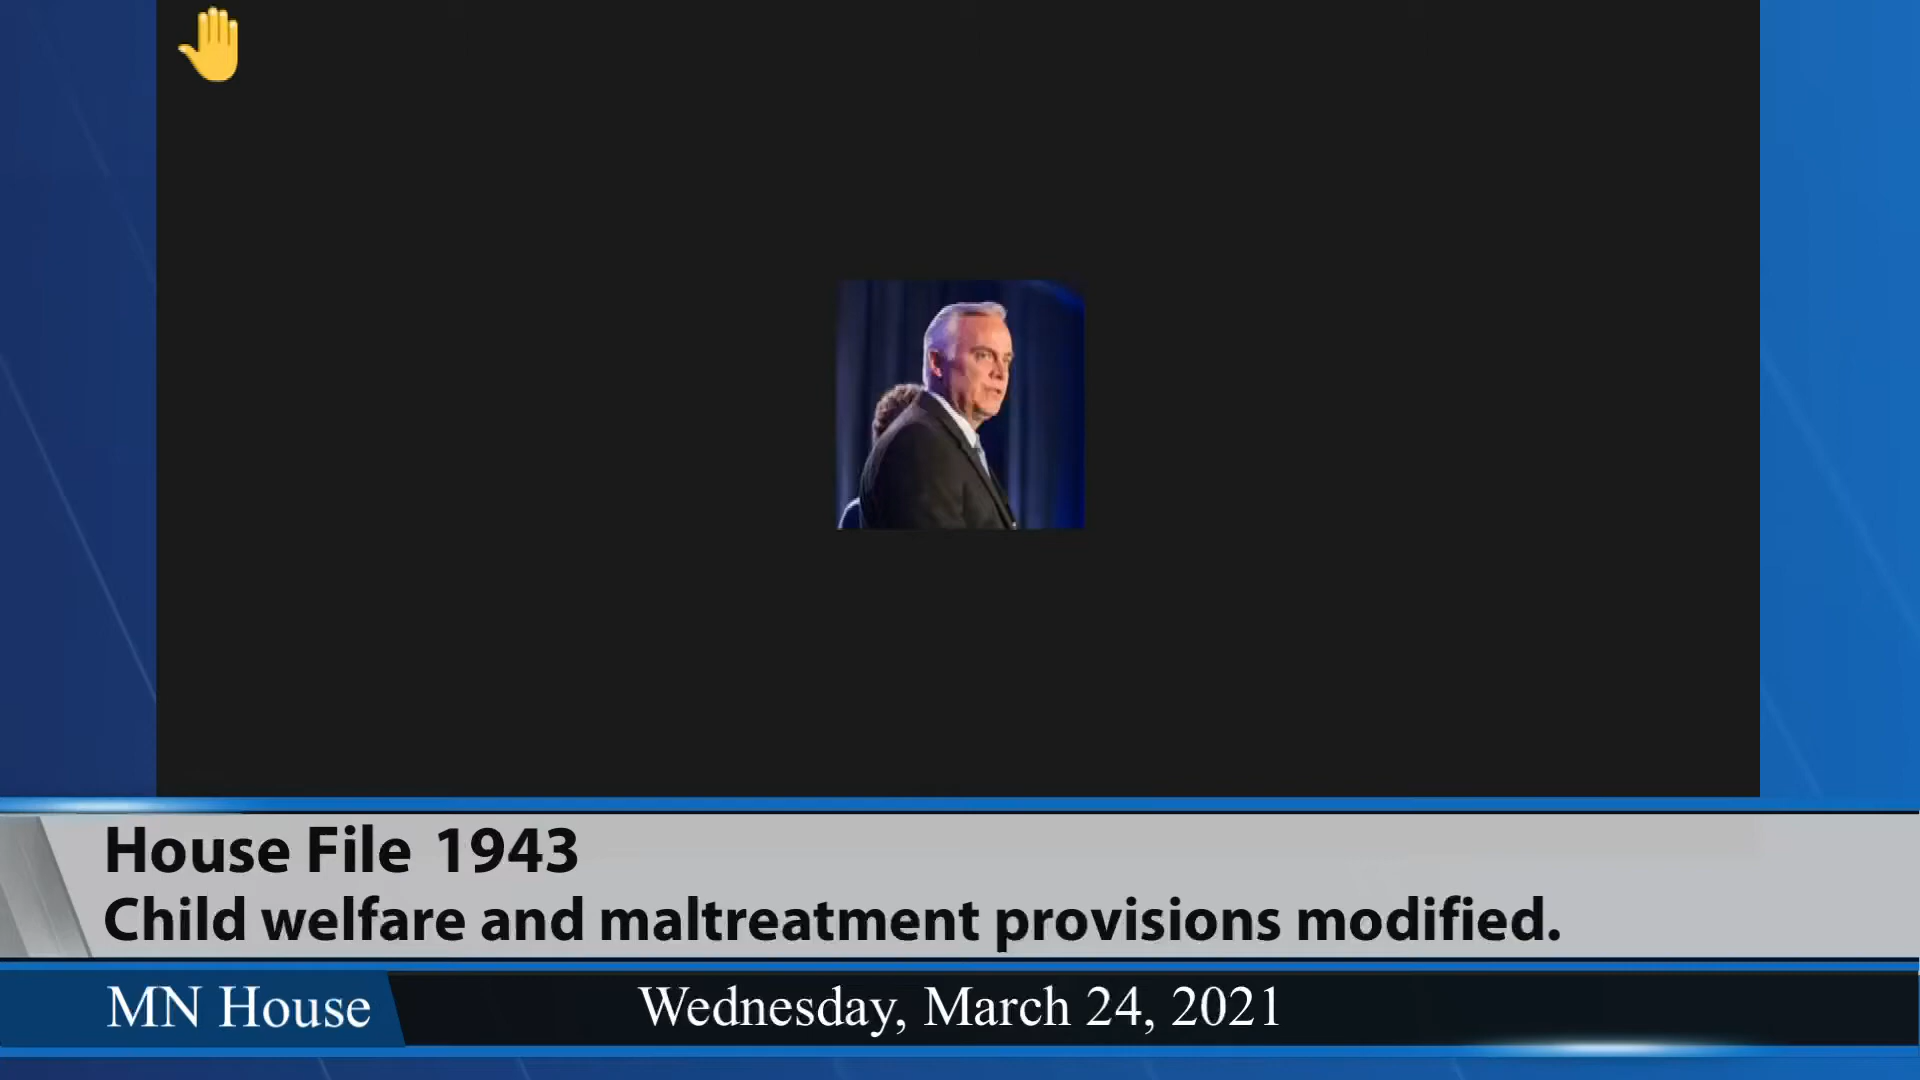 House File 1943
Child welfare and maltreatment provisions modified.
MN House
Wednesday, March 24, 2021